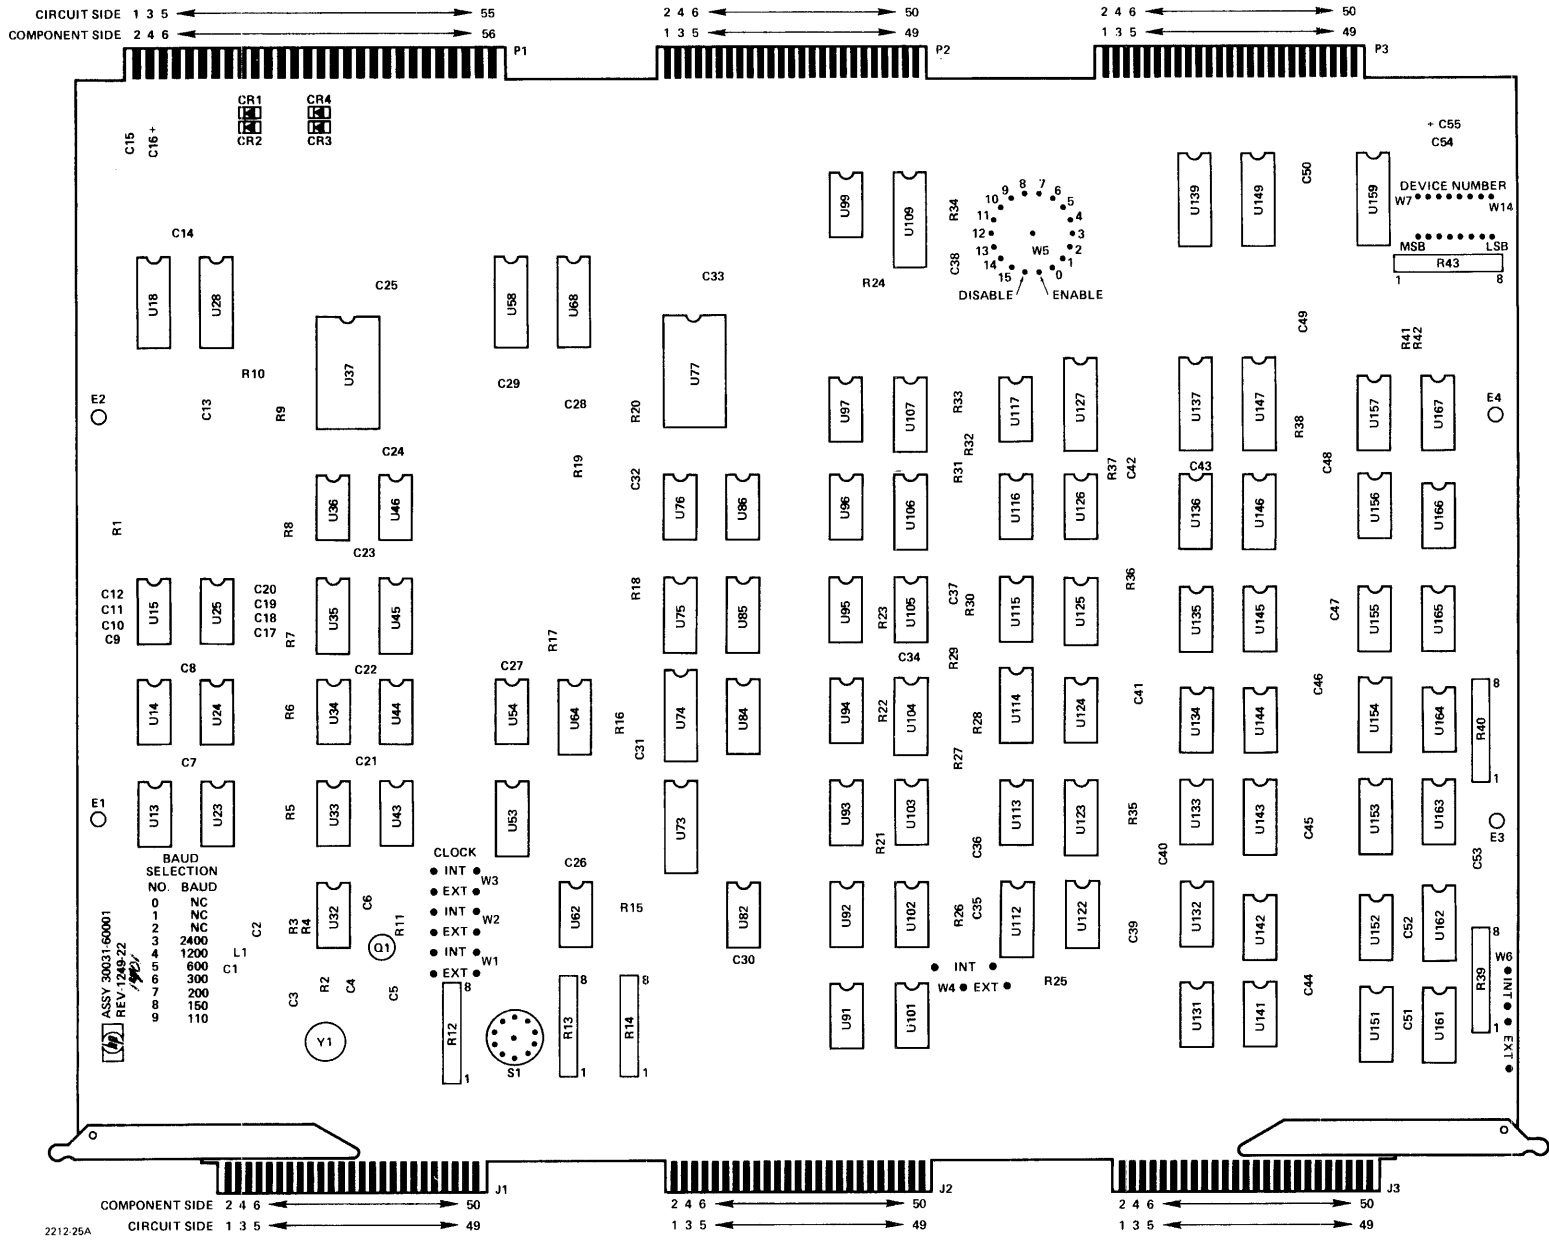 CIRCUIT SIDE 1 3 5 55
COMPONENT SIDE 2 4 6 56
P1
2 4 6 50
1 3 5 49
P2
2 4 6 50
1 3 5 49
P3
CR1 CR4
CR2 CR3
C15 C16 +
+ C55
C54
C50
U99 U109 R34
9 8 7 6
10 5
11 4
12 3
13 W5 2
14 1
15 0
DISABLE ENABLE
U139 U149 U159
DEVICE NUMBER
W7 W14
MSB LSB
R43
1 8
C14
C38
R24
C25
C33
U18 U28 U58 U68
C49
R41
R42
U37 U77
R10
C29
E2
C13
R9
C28
R20
U97 U107 R33 U117 U127
U137 U147 R38 U157 U167
E4
R32
C24
R19
C32
R31
R37 C42
C43
C48
R1
R8
U36 U46
U76 U86 U96 U106 U116 U126 U136 U146 U156 U166
C23
C12
C11
C10
C9
U15 U25
C20
C19
C18
C17
R7
U35 U45
R17
R18
U75 U85 U95 R23 U105
C37
R30
U115 U125
R36
U135 U145
C47
U155 U165
C34
R29
C8 C22 C27
U14 U24 R6 U34 U44 U54 U64 R16
C31
U74 U84 U94 R22 U104
R28
R27
U114 U124
C41
U134 U144
C46
U154 U164
8
R40
1
C7 C21
E1
U13 U23 R5 U33 U43 U53 U73
U93
R21
U103
C36
U113 U123 R35
C40
U133 U143 C45 U153 U163
E3
C53
BAUD
SELECTION
NO. BAUD
0 NC
1 NC
2 NC
3 2400
4 1200
5 600
6 300
7 200
8 150
9 110
ASSY 30031-60001
REV-1249-22
hp
C2
L1
C1
R3
R4
U32
C6
Q1
R11
C3
R2
C4
C5
Y1
CLOCK
INT
W3
EXT
INT
W2
EXT
INT
W1
EXT
C26
U62
R15
U82
C30
8
R12
1
S1
8
R13
1
8
R14
1
U92 U102 R26 C35 U112 U122
C39
U132 U142 U152 C52 U162
INT
W4 EXT
R25
U91 U101
U131 U141
C44
U151 C51 U161
8
R39
1
W6
INT
EXT
J1
J2
J3
COMPONENT SIDE 2 4 6 50
CIRCUIT SIDE 1 3 5 49
2 4 6 50
1 3 5 49
2 4 6 50
1 3 5 49
2212-25A